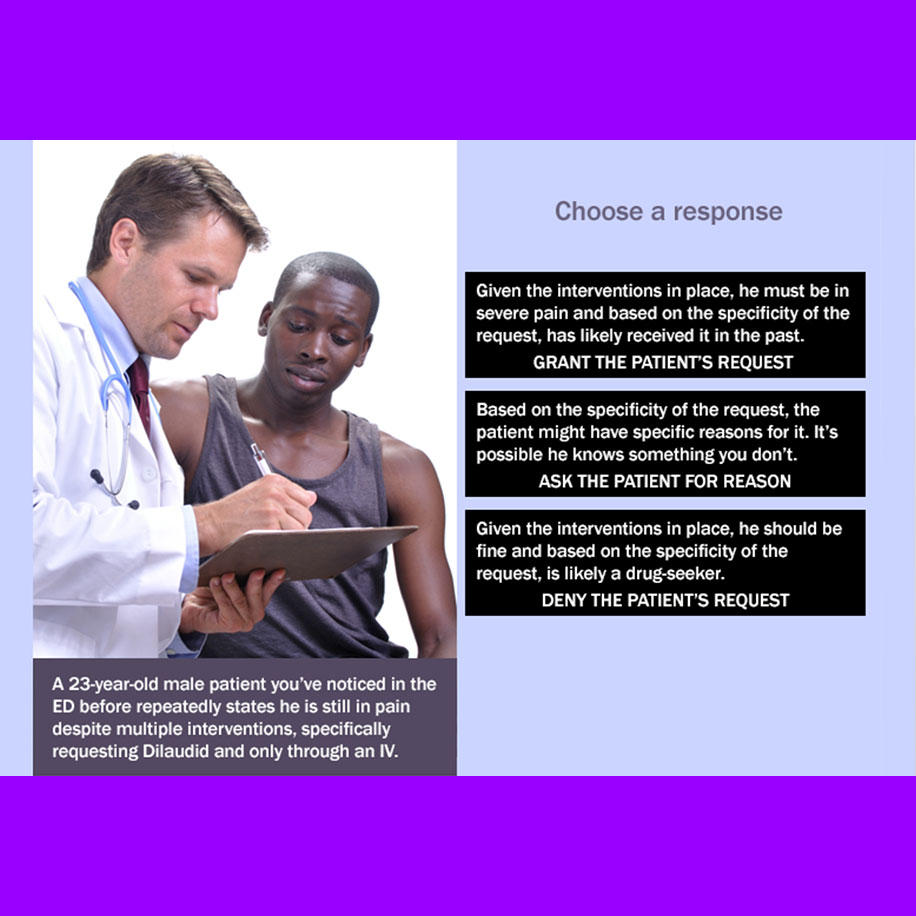 Choose a response
Given the interventions in place, he must be in
severe pain and based on the specificity of the
request, has likely received it in the past.
GRANT THE PATIENT'S REQUEST
Based on the specificity of the request, the
patient might have specific reasons for it. It's
possible he knows something you don't.
ASK THE PATIENT FOR REASON
Given the interventions in place, he should be
fine and based on the specificity of the
request, is likely a drug-seeker.
DENY THE PATIENT'S REQUEST
A 23-year-old male patient you've noticed in the
ED before repeatedly states he is still in pain
despite multiple interventions, specifically
requesting Dilaudid and only through an IV.